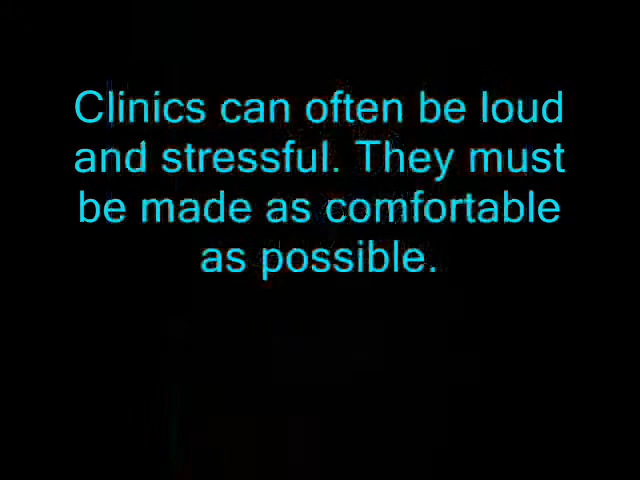 Clinics can often be loud
and stressful. They must
be made as comfortable
as possible.